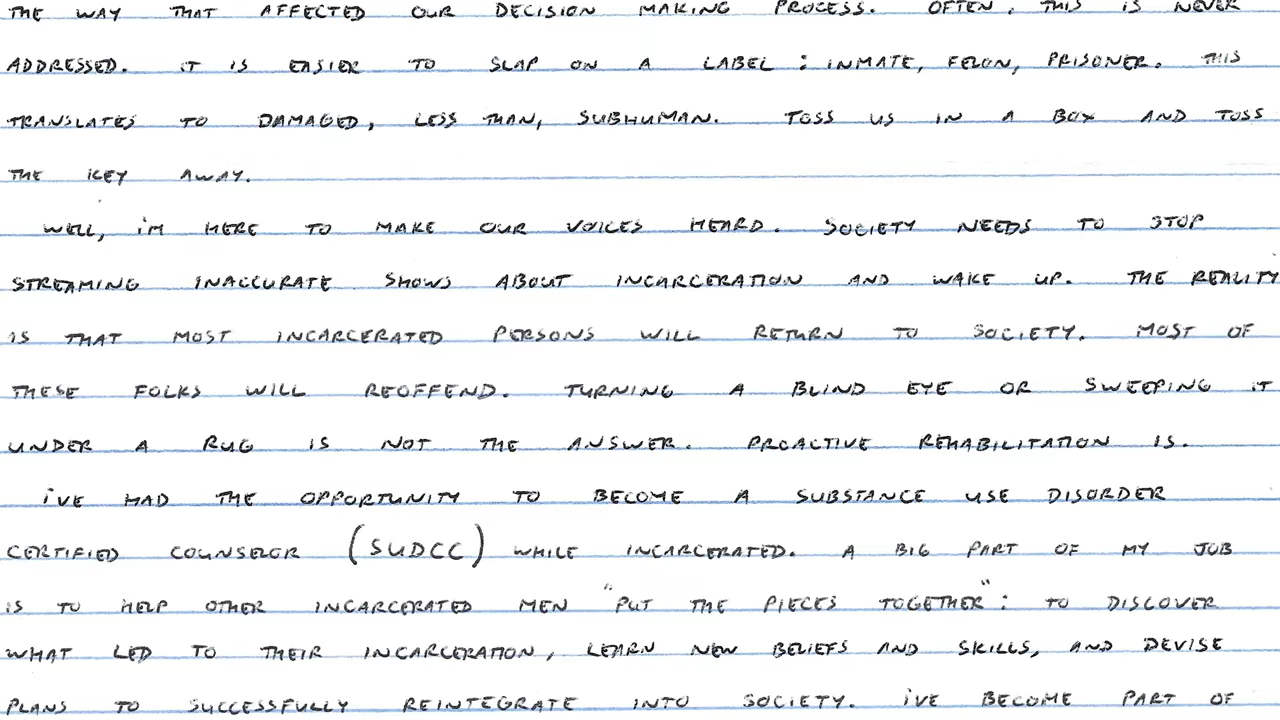 THE WAY THAT AFFECTED OUR DECISION MAKING PROCESS. OFTEN, THIS IS NEVER
ADDRESSED. IT IS EASIER TO SLAP ON A LABEL: INMATE, FELON, PRISONER. THIS
TRANSLATES TO DAMAGED, LESS THAN, SUBHUMAN. TOSS US IN A BOX AND TOSS
THE KEY AWAY.
WELL, I'M HERE TO MAKE OUR VOICES HEARD. SOCIETY NEEDS TO STOP
STREAMING INACCURATE SHOWS ABOUT INCARCERATION AND WAKE UP. THE REALITY
IS THAT MOST INCARCERATED PERSONS WILL RETURN TO SOCIETY. MOST OF
THESE FOLKS WILL REOFFEND. TURNING A BLIND EYE OR SWEEPING IT
UNDER A RUG IS NOT THE ANSWER. PROACTIVE REHABILITATION IS.
I'VE HAD THE OPPORTUNITY TO BECOME A SUBSTANCE USE DISORDER
CERTIFIED COUNSELOR (SUDCC) WHILE INCARCERATED. A BIG PART OF MY JOB
IS TO HELP OTHER INCARCERATED MEN "PUT THE PIECES TOGETHER": TO DISCOVER
WHAT LED TO THEIR INCARCERATION, LEARN NEW BELIEFS AND SKILLS, AND DEVISE
PLANS TO SUCCESSFULLY REINTEGRATE INTO SOCIETY. I'VE BECOME PART OF